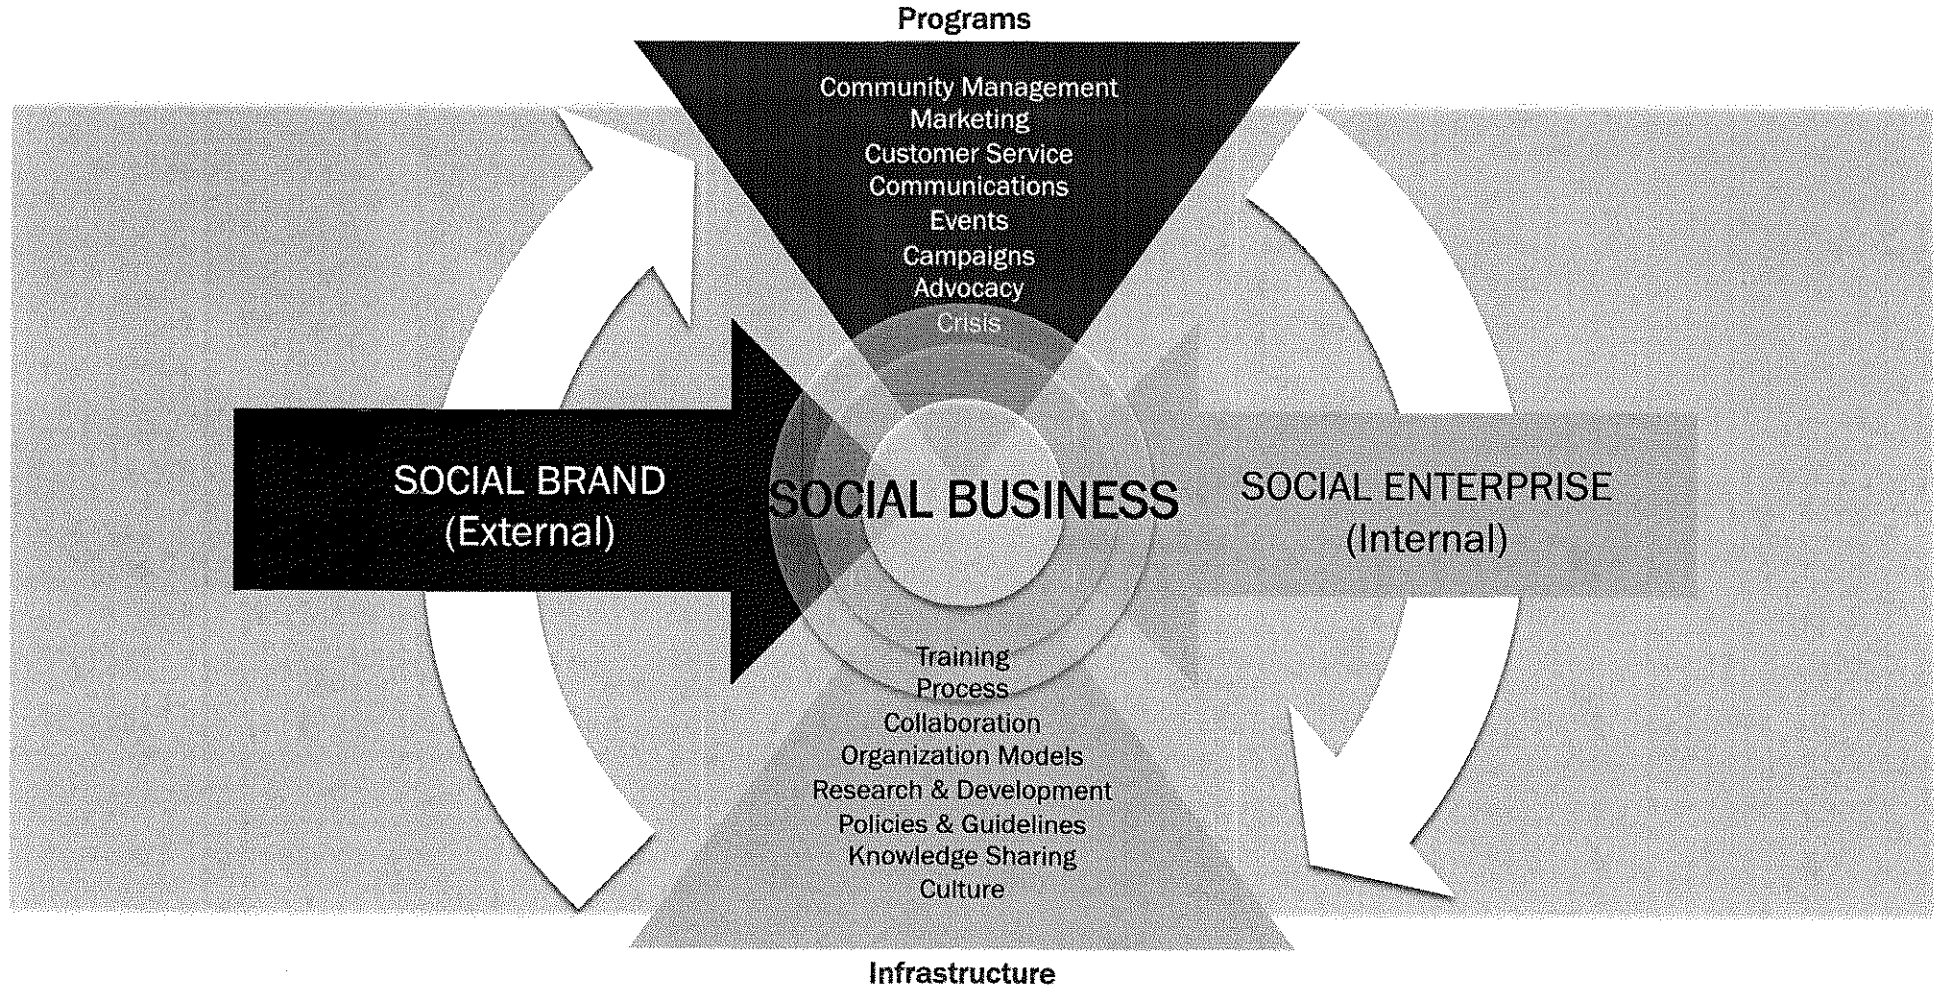 Programs
Community Management
Marketing
Customer Service
Communications
Events
Campaigns
Advocacy
Crisis
SOCIAL BRAND
(External)
SOCIAL BUSINESS
SOCIAL ENTERPRISE
(Internal)
Training
Process
Collaboration
Organization Models
Research & Development
Policies & Guidelines
Knowledge Sharing
Culture
Infrastructure